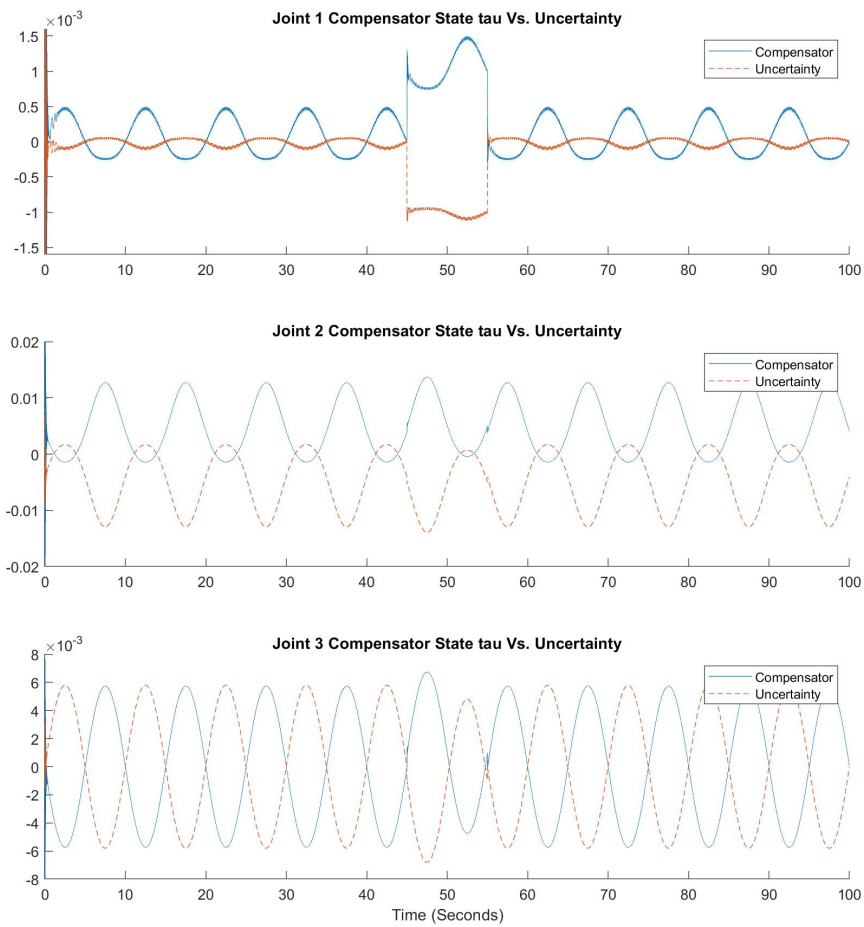 Joint 1 Compensator State tau Vs. Uncertainty
×10⁻³
1.5
1
0.5
0
-0.5
-1
-1.5
0 10 20 30 40 50 60 70 80 90 100
Compensator
Uncertainty
Joint 2 Compensator State tau Vs. Uncertainty
0.02
0.01
0
-0.01
-0.02
0 10 20 30 40 50 60 70 80 90 100
Compensator
Uncertainty
Joint 3 Compensator State tau Vs. Uncertainty
×10⁻³
8
6
4
2
0
-2
-4
-6
-8
0 10 20 30 40 50 60 70 80 90 100
Compensator
Uncertainty
Time (Seconds)